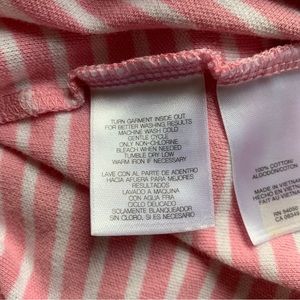 TURN GARMENT INSIDE OUT
FOR BETTER WASHING RESULTS
MACHINE WASH COLD
GENTLE CYCLE
ONLY NON-CHLORINE
BLEACH WHEN NEEDED
TUMBLE DRY LOW
WARM IRON IF NECESSARY
LAVE CON LA PARTE DE ADENTRO
HACIA AFUERA PARA MEJORES
RESULTADOS
LAVADO A MAQUINA
CON AGUA FRIA
CICLO DELICADO
SOLAMENTE BLANQUEADOR
SIN CLORO, SI ES NECESARIO
100% COTTON/
ALGODON/COTON
MADE IN VIETNAM
HECHO EN VIETNAM
FAIT AU VIETNAM